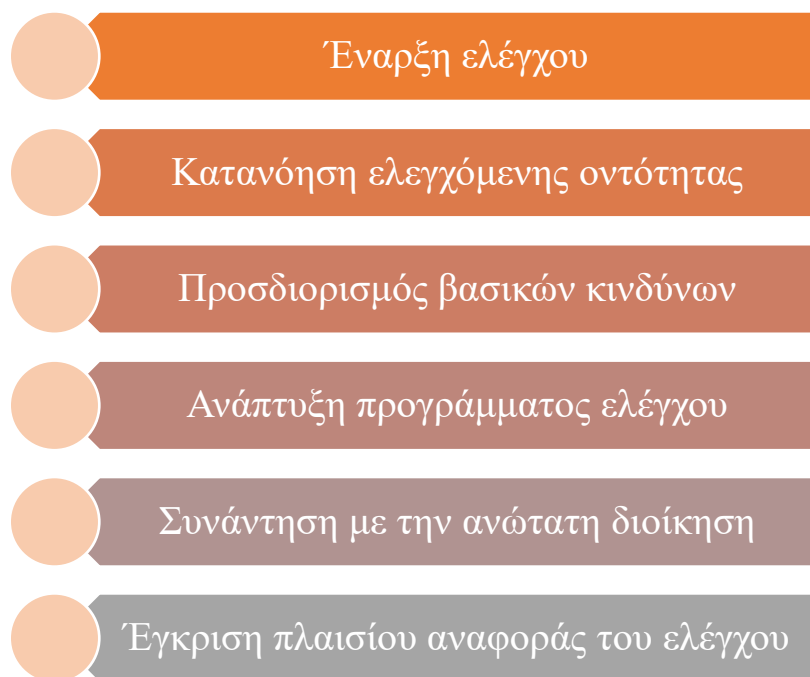 Έναρξη ελέγχου
Κατανόηση ελεγχόμενης οντότητας
Προσδιορισμός βασικών κινδύνων
Ανάπτυξη προγράμματος ελέγχου
Συνάντηση με την ανώτατη διοίκηση
Έγκριση πλαισίου αναφοράς του ελέγχου